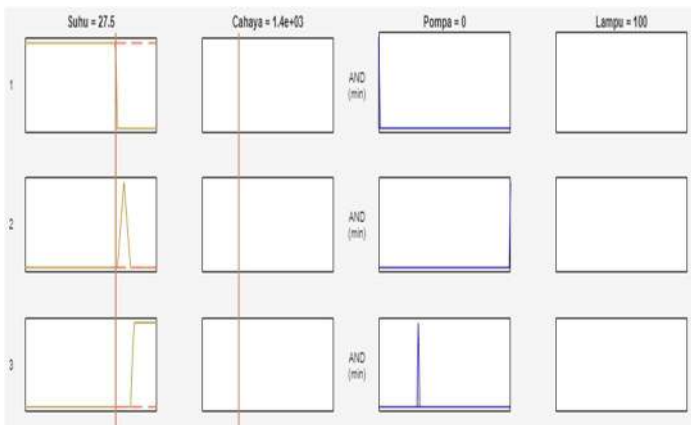 Suhu = 27.5 Cahaya = 1.4e+03 Pompa = 0 Lampu = 100
1
AND
(min)
2
AND
(min)
3
AND
(min)